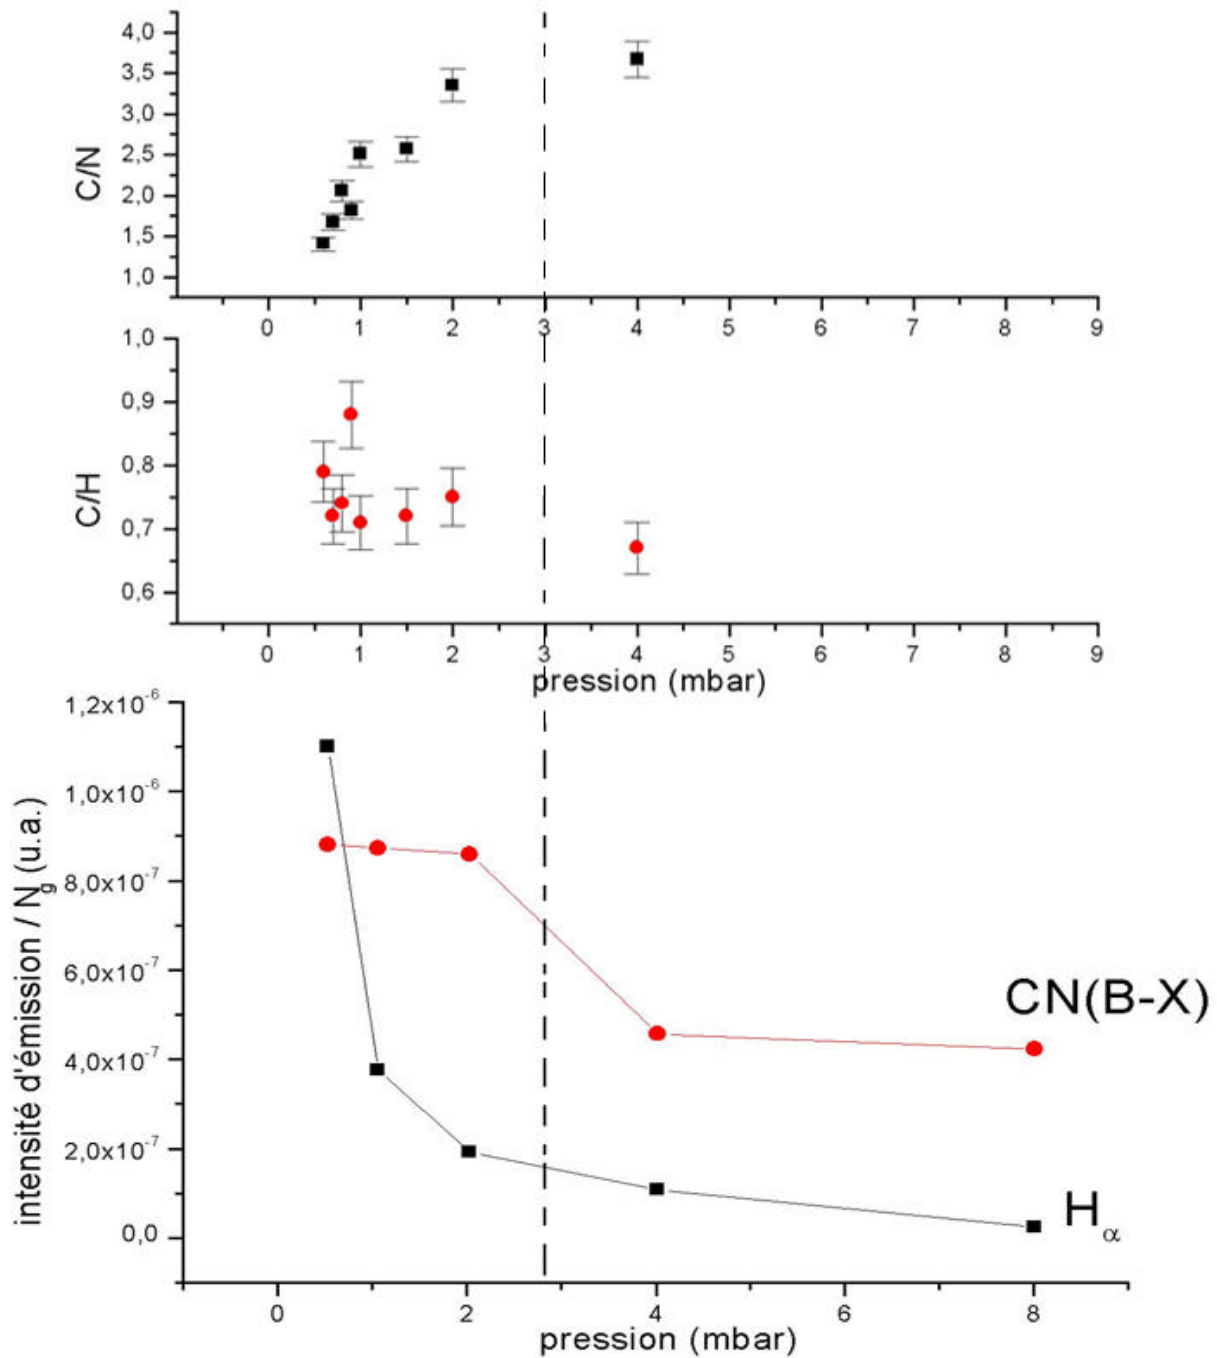 C/N
4,0
3,5
3,0
2,5
2,0
1,5
1,0
0 1 2 3 4 5 6 7 8 9
C/H
1,0
0,9
0,8
0,7
0,6
0 1 2 3 4 5 6 7 8 9
pression (mbar)
intensité d'émission / N_g (u.a.)
1,2x10^-6
1,0x10^-6
8,0x10^-7
6,0x10^-7
4,0x10^-7
2,0x10^-7
0,0
CN(B-X)
H_α
0 2 4 6 8
pression (mbar)